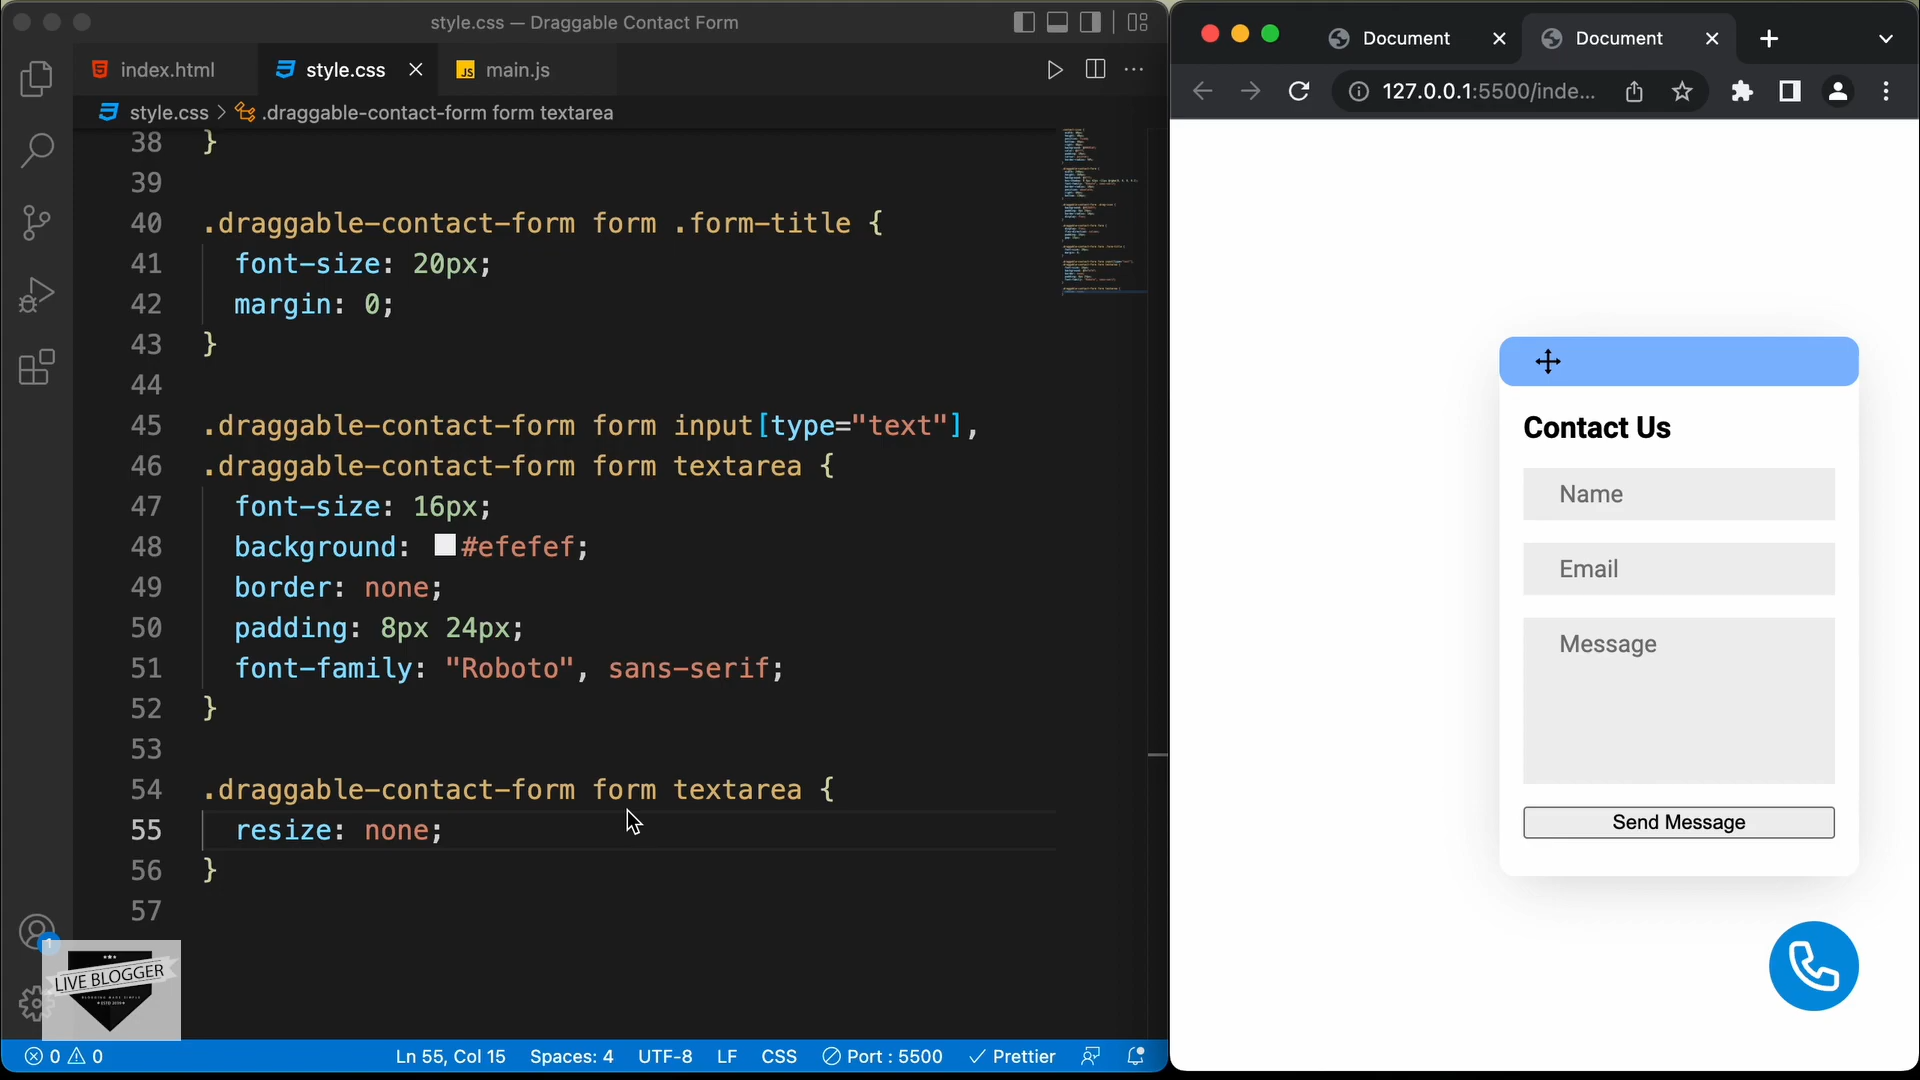 style.css — Draggable Contact Form
index.html
style.css
JS main.js
style.css > .draggable-contact-form form textarea
38 }
39
40 .draggable-contact-form form .form-title {
41 font-size: 20px;
42 margin: 0;
43 }
44
45 .draggable-contact-form form input[type="text"],
46 .draggable-contact-form form textarea {
47 font-size: 16px;
48 background: #efefef;
49 border: none;
50 padding: 8px 24px;
51 font-family: "Roboto", sans-serif;
52 }
53
54 .draggable-contact-form form textarea {
55 resize: none;
56 }
57
1
LIVE BLOGGER
0 0
Ln 55, Col 15
Spaces: 4
UTF-8
LF
CSS
Port : 5500
Prettier
Document
Document
127.0.0.1:5500/inde...
Contact Us
Name
Email
Message
Send Message